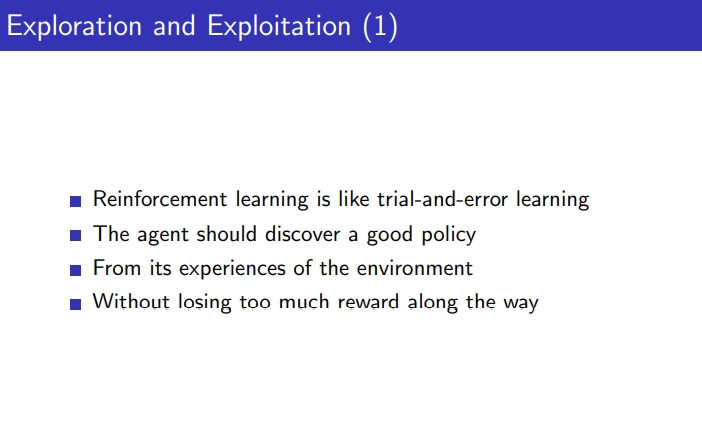 Exploration and Exploitation (1)
Reinforcement learning is like trial-and-error learning
The agent should discover a good policy
From its experiences of the environment
Without losing too much reward along the way